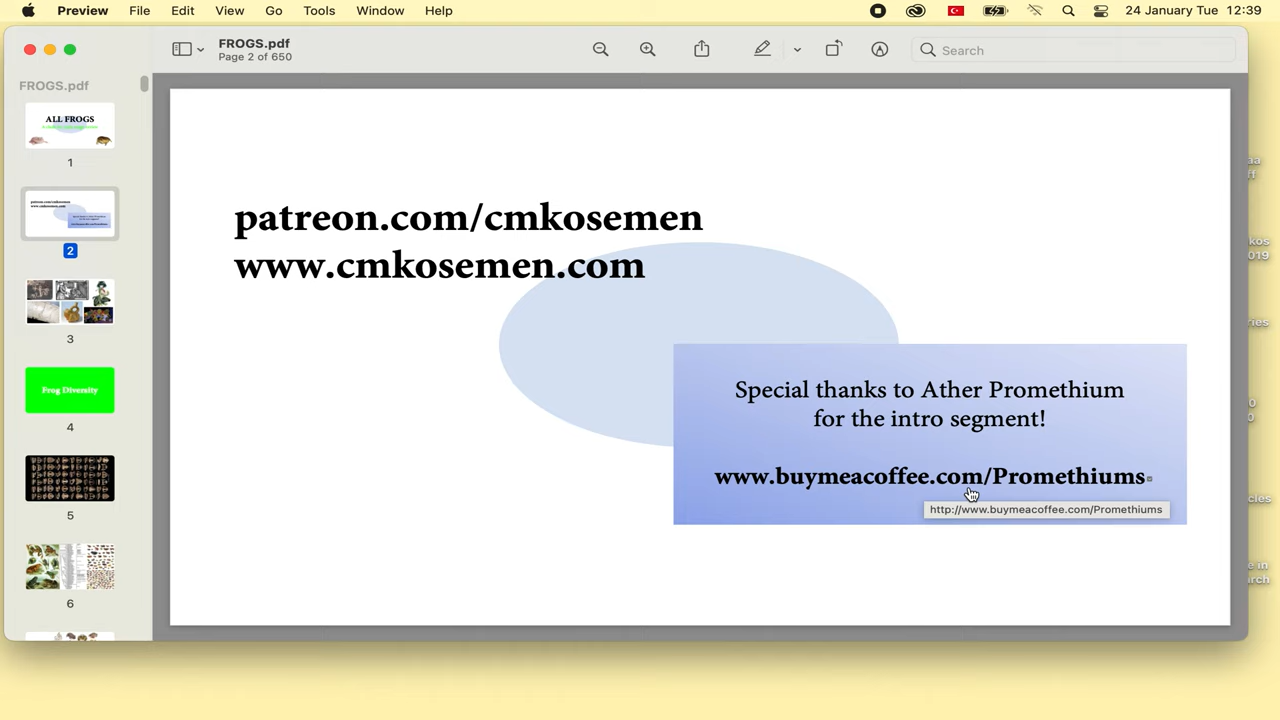 Preview File Edit View Go Tools Window Help 24 January Tue 12:39
FROGS.pdf
Page 2 of 650
Search
FROGS.pdf
ALL FROGS
1
2
3
Frog Diversity
4
5
6
patreon.com/cmkosemen
www.cmkosemen.com
Special thanks to Ather Promethium
for the intro segment!
www.buymeacoffee.com/Promethiums
http://www.buymeacoffee.com/Promethiums